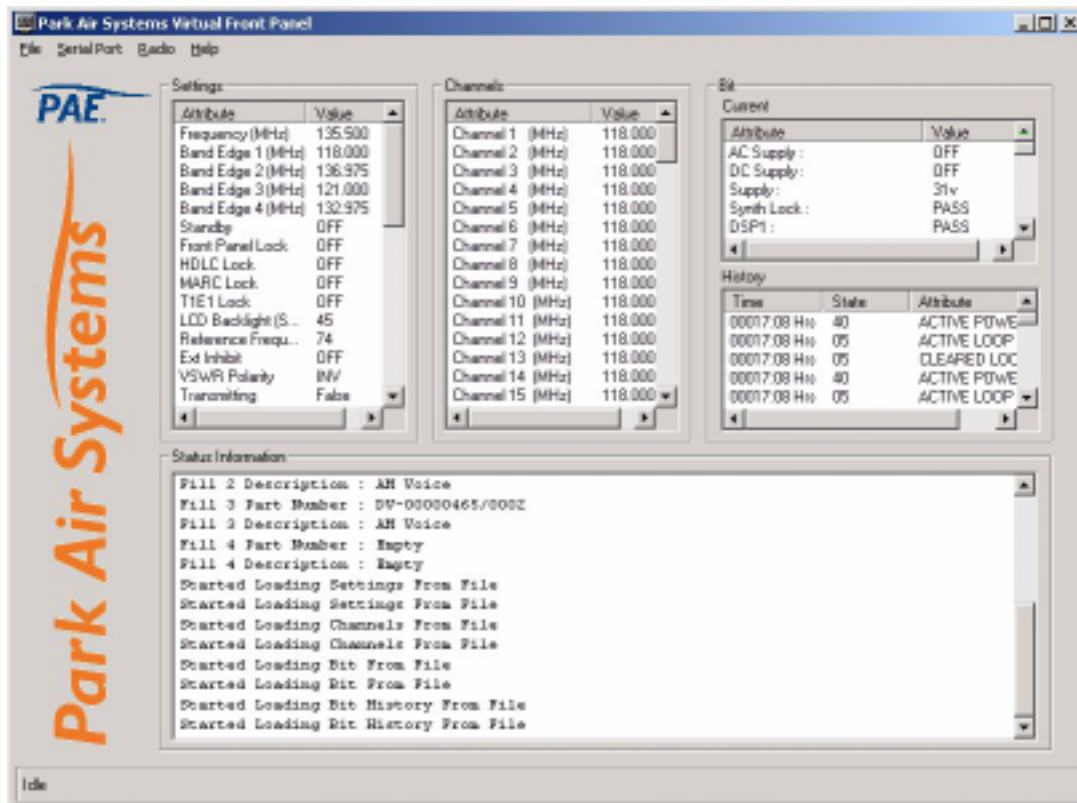 Park Air Systems Virtual Front Panel
File Serial Port Radio Help
PAE
Park Air Systems
Settings
Attribute Value
Frequency (MHz) 135.500
Band Edge 1 (MHz) 118.000
Band Edge 2 (MHz) 136.975
Band Edge 3 (MHz) 121.000
Band Edge 4 (MHz) 132.975
Standby OFF
Front Panel Lock OFF
HDLC Lock OFF
MARC Lock OFF
T1E1 Lock OFF
LCD Backlight (S... 45
Reference Frequ... 74
Ext Inhibit OFF
VSWR Polarity INV
Transmitting False
Channels
Attribute Value
Channel 1 (MHz) 118.000
Channel 2 (MHz) 118.000
Channel 3 (MHz) 118.000
Channel 4 (MHz) 118.000
Channel 5 (MHz) 118.000
Channel 6 (MHz) 118.000
Channel 7 (MHz) 118.000
Channel 8 (MHz) 118.000
Channel 9 (MHz) 118.000
Channel 10 (MHz) 118.000
Channel 11 (MHz) 118.000
Channel 12 (MHz) 118.000
Channel 13 (MHz) 118.000
Channel 14 (MHz) 118.000
Channel 15 (MHz) 118.000
Bit
Current
Attribute Value
AC Supply : OFF
DC Supply : OFF
Supply : 31v
Synth Lock : PASS
DSP1 : PASS
History
Time State Attribute
00017:08 Hrs 40 ACTIVE POWE
00017:08 Hrs 05 ACTIVE LOOP
00017:08 Hrs 05 CLEARED LOC
00017:08 Hrs 40 ACTIVE POWE
00017:08 Hrs 05 ACTIVE LOOP
Status Information
Fill 2 Description : AM Voice
Fill 3 Part Number : DV-00000465/0002
Fill 3 Description : AM Voice
Fill 4 Part Number : Empty
Fill 4 Description : Empty
Started Loading Settings From File
Started Loading Settings From File
Started Loading Channels From File
Started Loading Channels From File
Started Loading Bit From File
Started Loading Bit From File
Started Loading Bit History From File
Started Loading Bit History From File
Idle